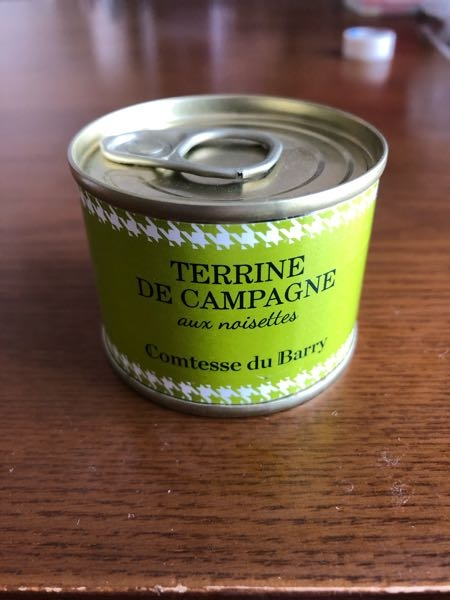 TERRINE
DE CAMPAGNE
aux noisettes
Comtesse du Barry